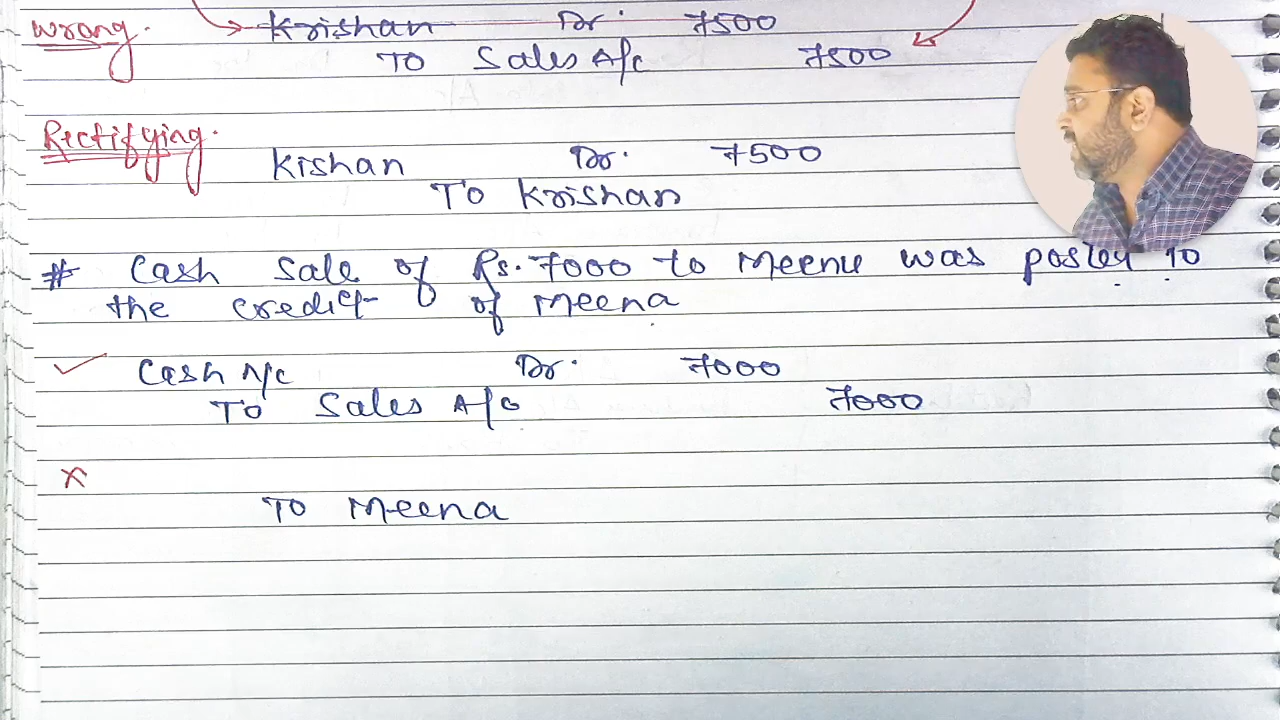 Wrong.
Krishan Dr. 7500
To Sales A/c 7500
Rectifying.
Kishan Dr. 7500
To Krishan
# Cash Sale of Rs. 7000 to Meenu was posted to
the credit of Meena
Cash A/c Dr. 7000
To Sales A/c 7000
To Meena